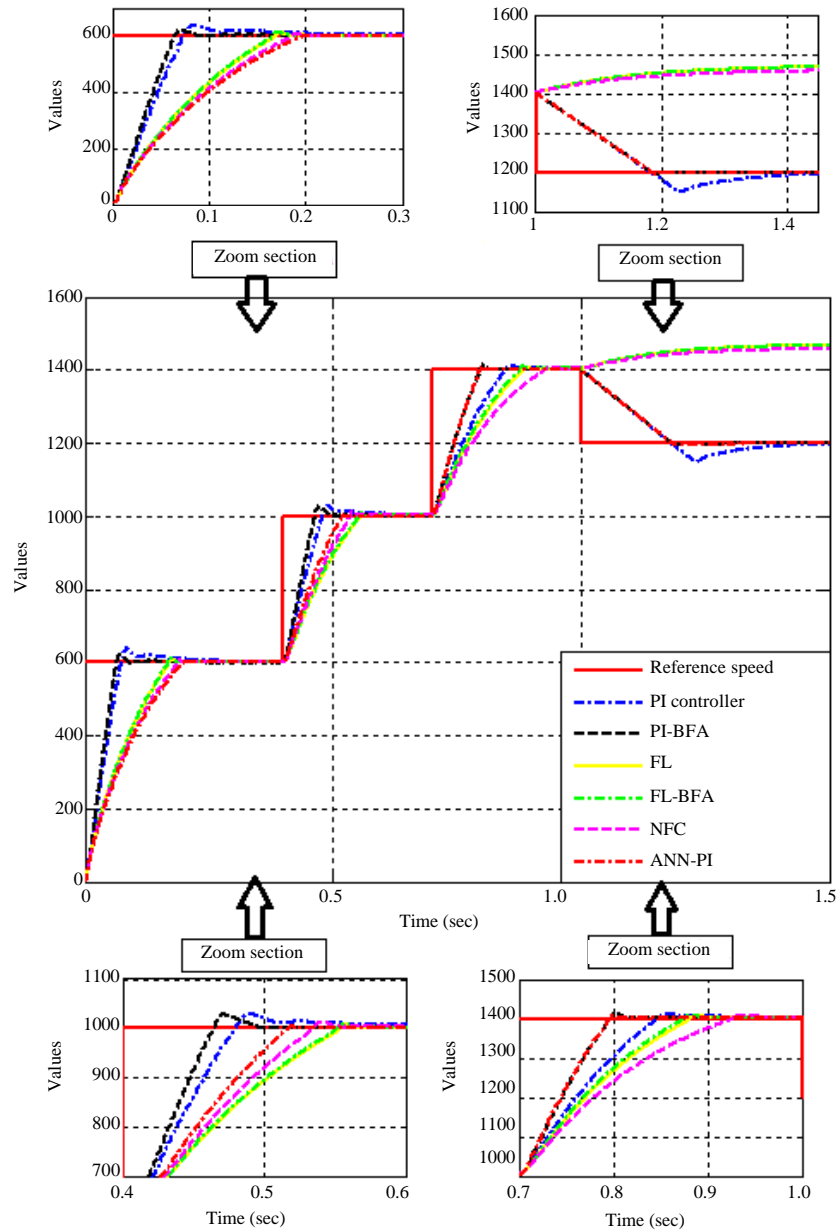 600
400
200
0
Values
0
0.1
0.2
0.3
1600
1500
1400
1300
1200
1100
Values
1
1.2
1.4
Zoom section
Zoom section
1600
1400
1200
1000
800
600
400
200
0
Values
Reference speed
PI controller
PI-BFA
FL
FL-BFA
NFC
ANN-PI
0
0.5
1.0
1.5
Time (sec)
Zoom section
Zoom section
1100
1000
900
800
700
Values
0.4
0.5
0.6
Time (sec)
1500
1400
1300
1200
1100
1000
Values
0.7
0.8
0.9
1.0
Time (sec)